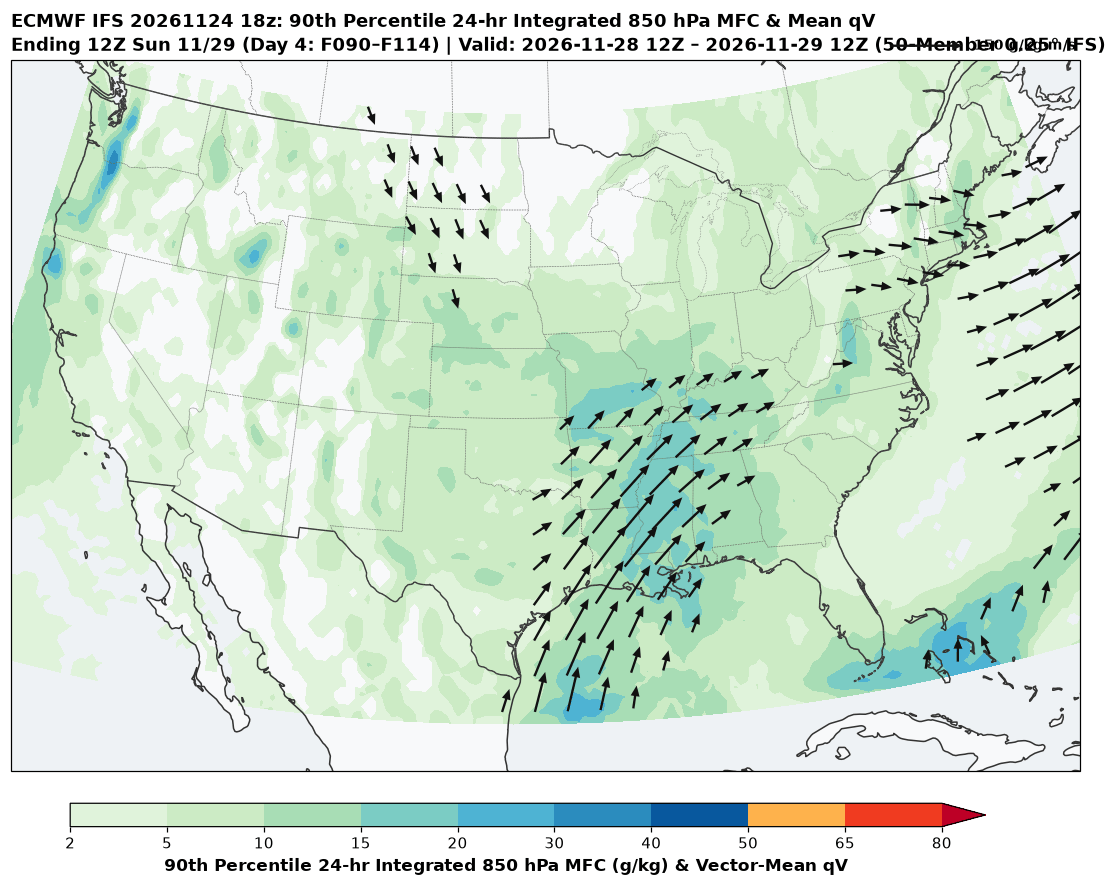 ECMWF IFS 20261124 18z: 90th Percentile 24-hr Integrated 850 hPa MFC & Mean qV
Ending 12Z Sun 11/29 (Day 4: F090–F114) | Valid: 2026-11-28 12Z – 2026-11-29 12Z (50-Member 0.25° IFS)
150 g/kg·m/s
2 5 10 15 20 30 40 50 65 80
90th Percentile 24-hr Integrated 850 hPa MFC (g/kg) & Vector-Mean qV